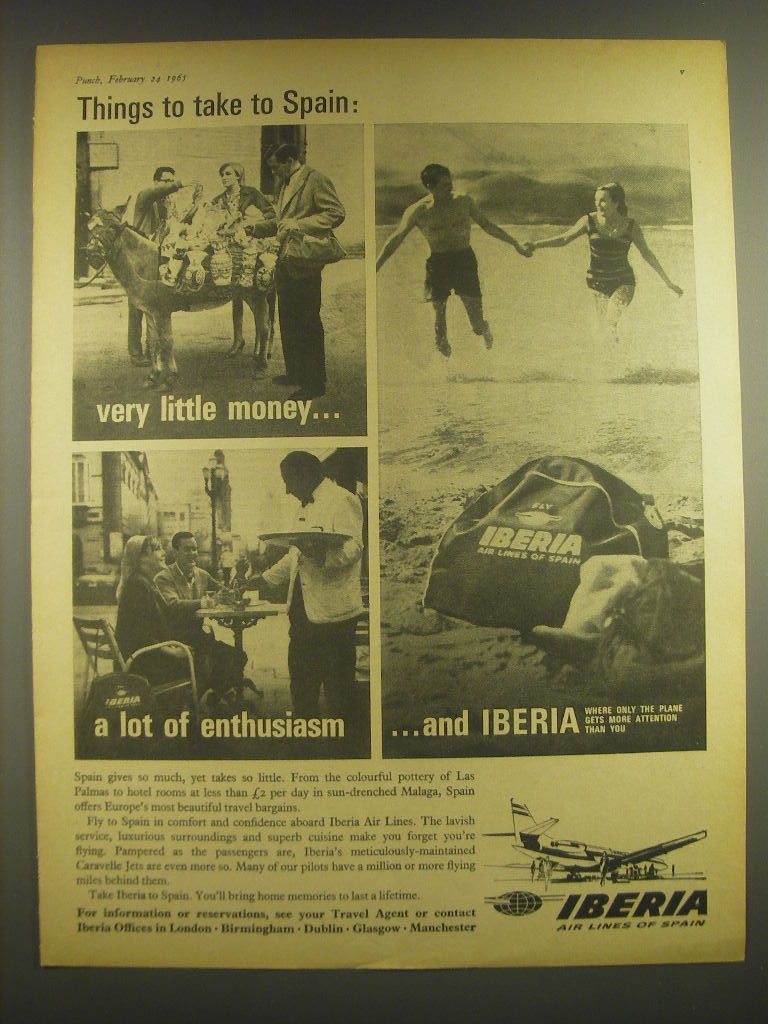 Punch, February 24 1965
v
Things to take to Spain:
very little money...
a lot of enthusiasm
IBERIA
FLY
IBERIA
AIR LINES OF SPAIN
...and IBERIA
WHERE ONLY THE PLANE
GETS MORE ATTENTION
THAN YOU
Spain gives so much, yet takes so little. From the colourful pottery of Las
Palmas to hotel rooms at less than £2 per day in sun-drenched Malaga, Spain
offers Europe's most beautiful travel bargains.
Fly to Spain in comfort and confidence aboard Iberia Air Lines. The lavish
service, luxurious surroundings and superb cuisine make you forget you're
flying. Pampered as the passengers are, Iberia's meticulously-maintained
Caravelle Jets are even more so. Many of our pilots have a million or more flying
miles behind them.
Take Iberia to Spain. You'll bring home memories to last a lifetime.
For information or reservations, see your Travel Agent or contact
Iberia Offices in London · Birmingham · Dublin · Glasgow · Manchester
IBERIA
AIR LINES OF SPAIN